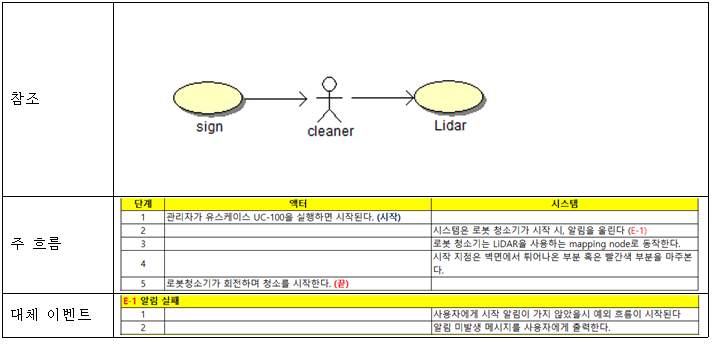 참조
sign
cleaner
Lidar
주 흐름
단계 액터 시스템
1 관리자가 유스케이스 UC-100을 실행하면 시작된다. (시작)
2 시스템은 로봇 청소기가 시작 시, 알림을 울린다 (E-1)
3 로봇 청소기는 LiDAR을 사용하는 mapping node로 동작한다.
4 시작 지점은 벽면에서 튀어나온 부분 혹은 빨간색 부분을 마주본
다.
5 로봇청소기가 회전하며 청소를 시작한다. (끝)
대체 이벤트
E-1 알림 실패
1 사용자에게 시작 알림이 가지 않았을시 예외 흐름이 시작된다
2 알림 미발생 메시지를 사용자에게 출력한다.